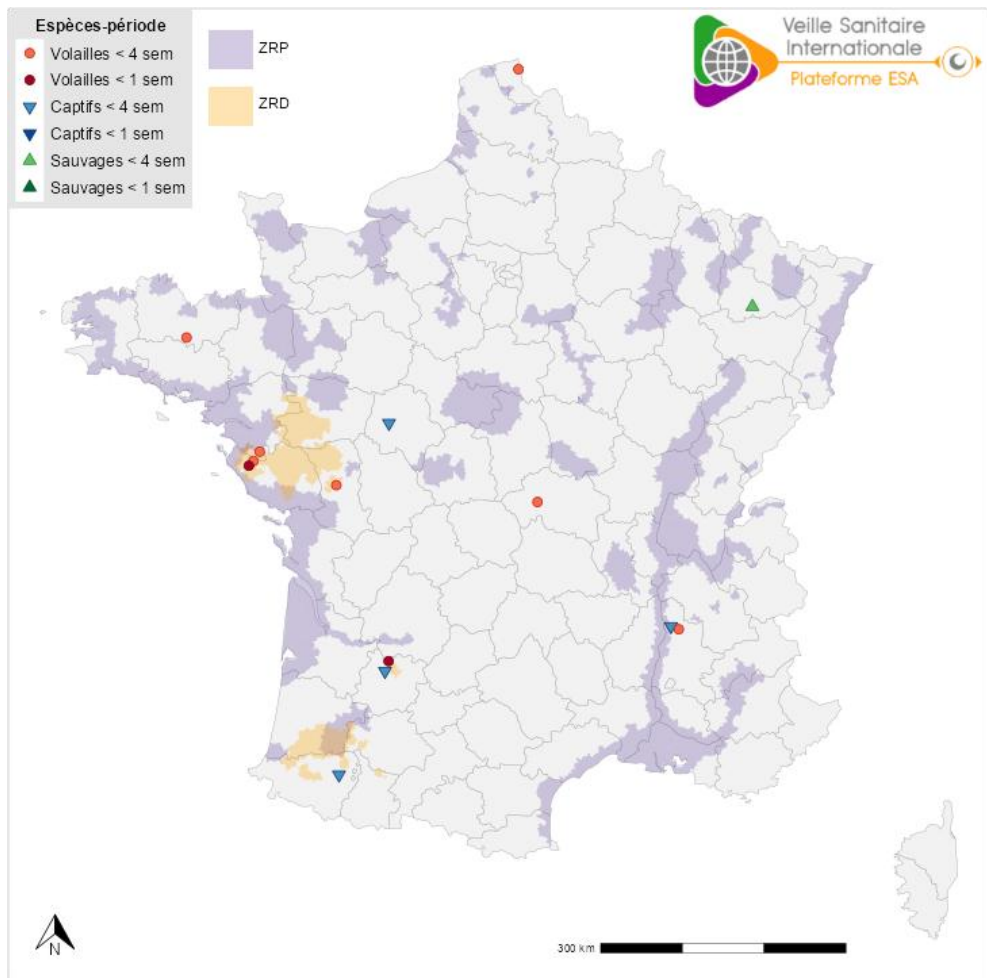 Espèces-période
Volailles < 4 sem
Volailles < 1 sem
Captifs < 4 sem
Captifs < 1 sem
Sauvages < 4 sem
Sauvages < 1 sem
ZRP
ZRD
Veille Sanitaire
Internationale
Plateforme ESA
N
300 km